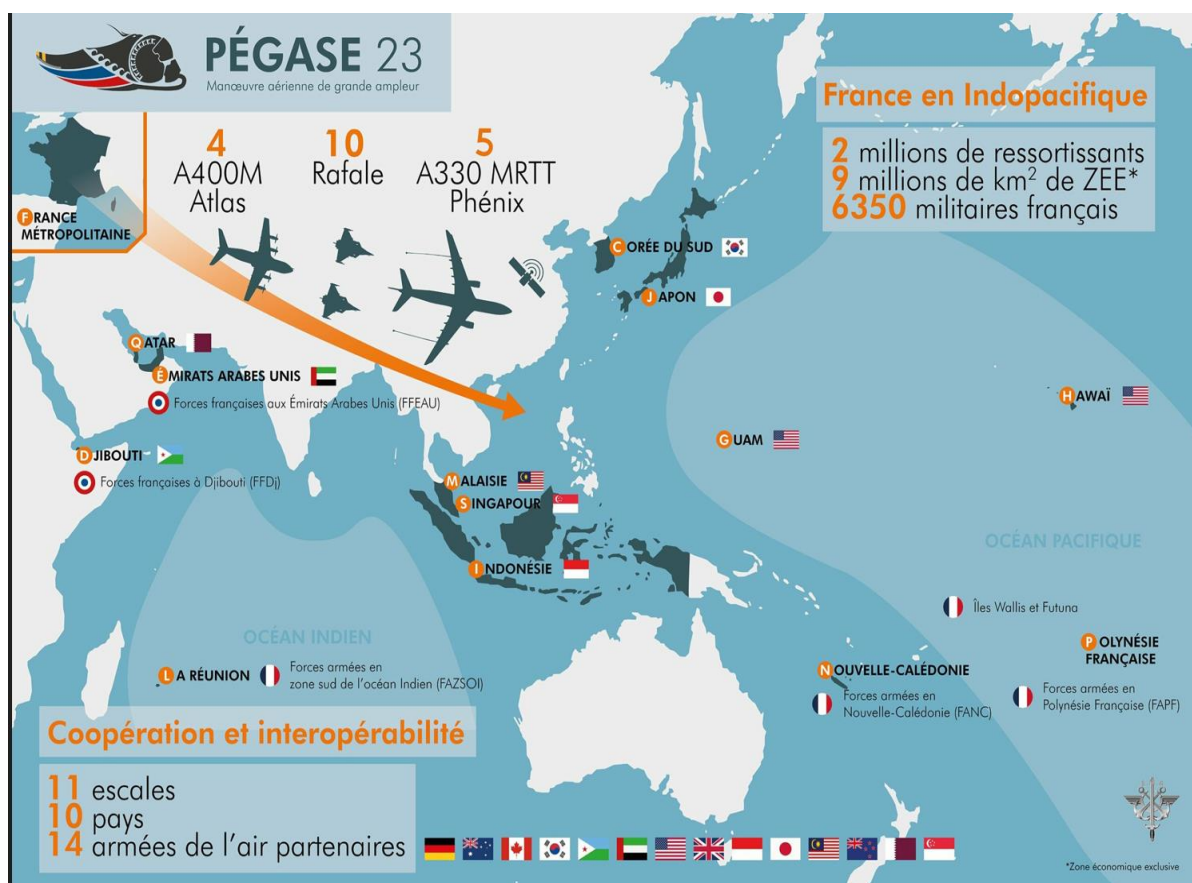 PÉGASE 23
Manœuvre aérienne de grande ampleur
FRANCE
MÉTROPOLITAINE
4
A400M
Atlas
10
Rafale
5
A330 MRTT
Phénix
France en Indopacifique
2 millions de ressortissants
9 millions de km² de ZEE*
6350 militaires français
CORÉE DU SUD
JAPON
QATAR
ÉMIRATS ARABES UNIS
Forces françaises aux Émirats Arabes Unis (FFEAU)
DJIBOUTI
Forces françaises à Djibouti (FFDj)
HAWAÏ
GUAM
MALAISIE
SINGAPOUR
INDONÉSIE
OCÉAN PACIFIQUE
Îles Wallis et Futuna
OCÉAN INDIEN
LA RÉUNION
Forces armées en
zone sud de l'océan Indien (FAZSOI)
POLYNÉSIE
FRANÇAISE
Forces armées en
Polynésie Française (FAPF)
NOUVELLE-CALÉDONIE
Forces armées en
Nouvelle-Calédonie (FANC)
Coopération et interopérabilité
11 escales
10 pays
14 armées de l'air partenaires
*Zone économique exclusive